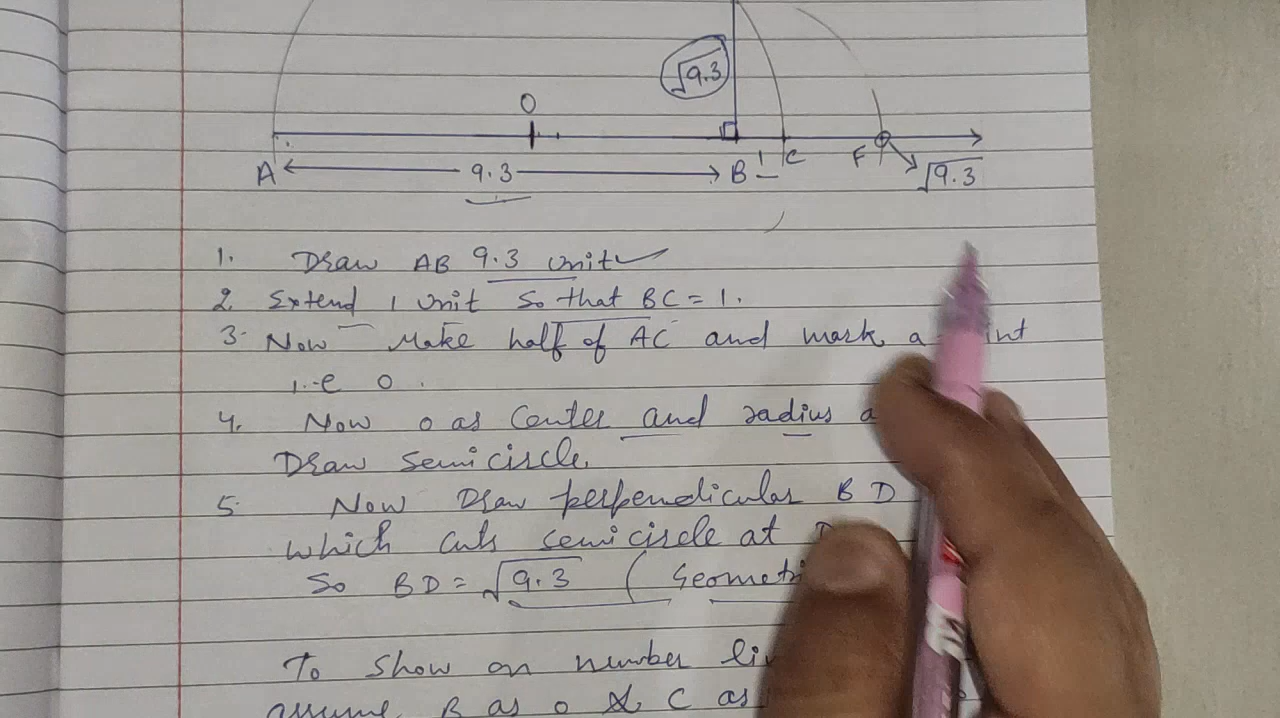 √9.3
O
A 9.3 B 1 C F √9.3
1. Draw AB 9.3 unit
2. Extend 1 unit so that BC = 1.
3. Now Make half of AC and mark a
i.e O.
4. Now O as Center and radius
Draw semicircle.
5. Now Draw perpendicular BD
which cuts semicircle at
So BD = √9.3 (
To show on number
assume B as O & C as